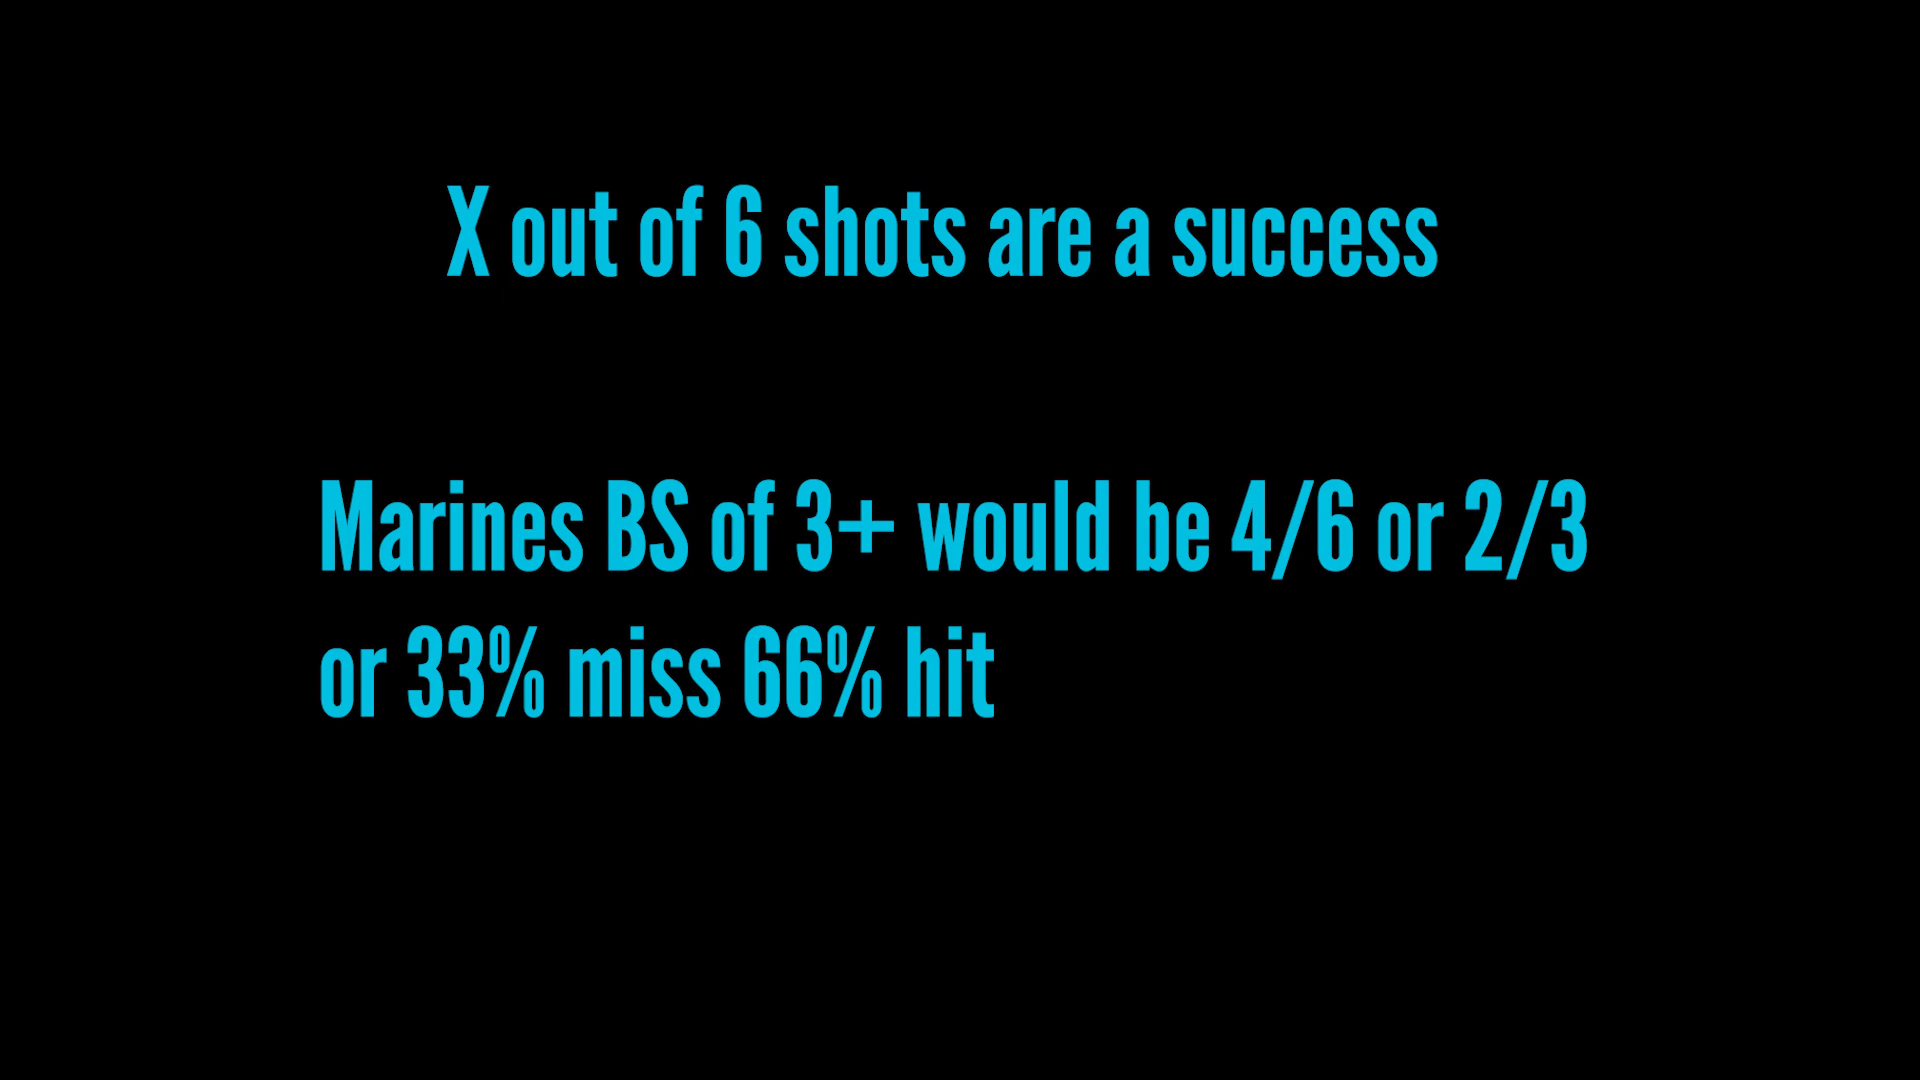 X out of 6 shots are a success
Marines BS of 3+ would be 4/6 or 2/3
or 33% miss 66% hit